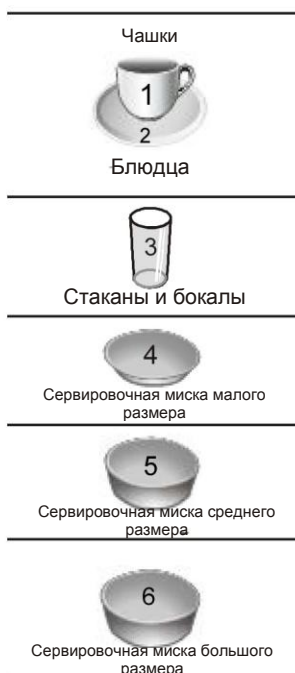 Чашки
1
2
Блюдца
3
Стаканы и бокалы
4
Сервировочная миска малого
размера
5
Сервировочная миска среднего
размера
6
Сервировочная миска большого
размера